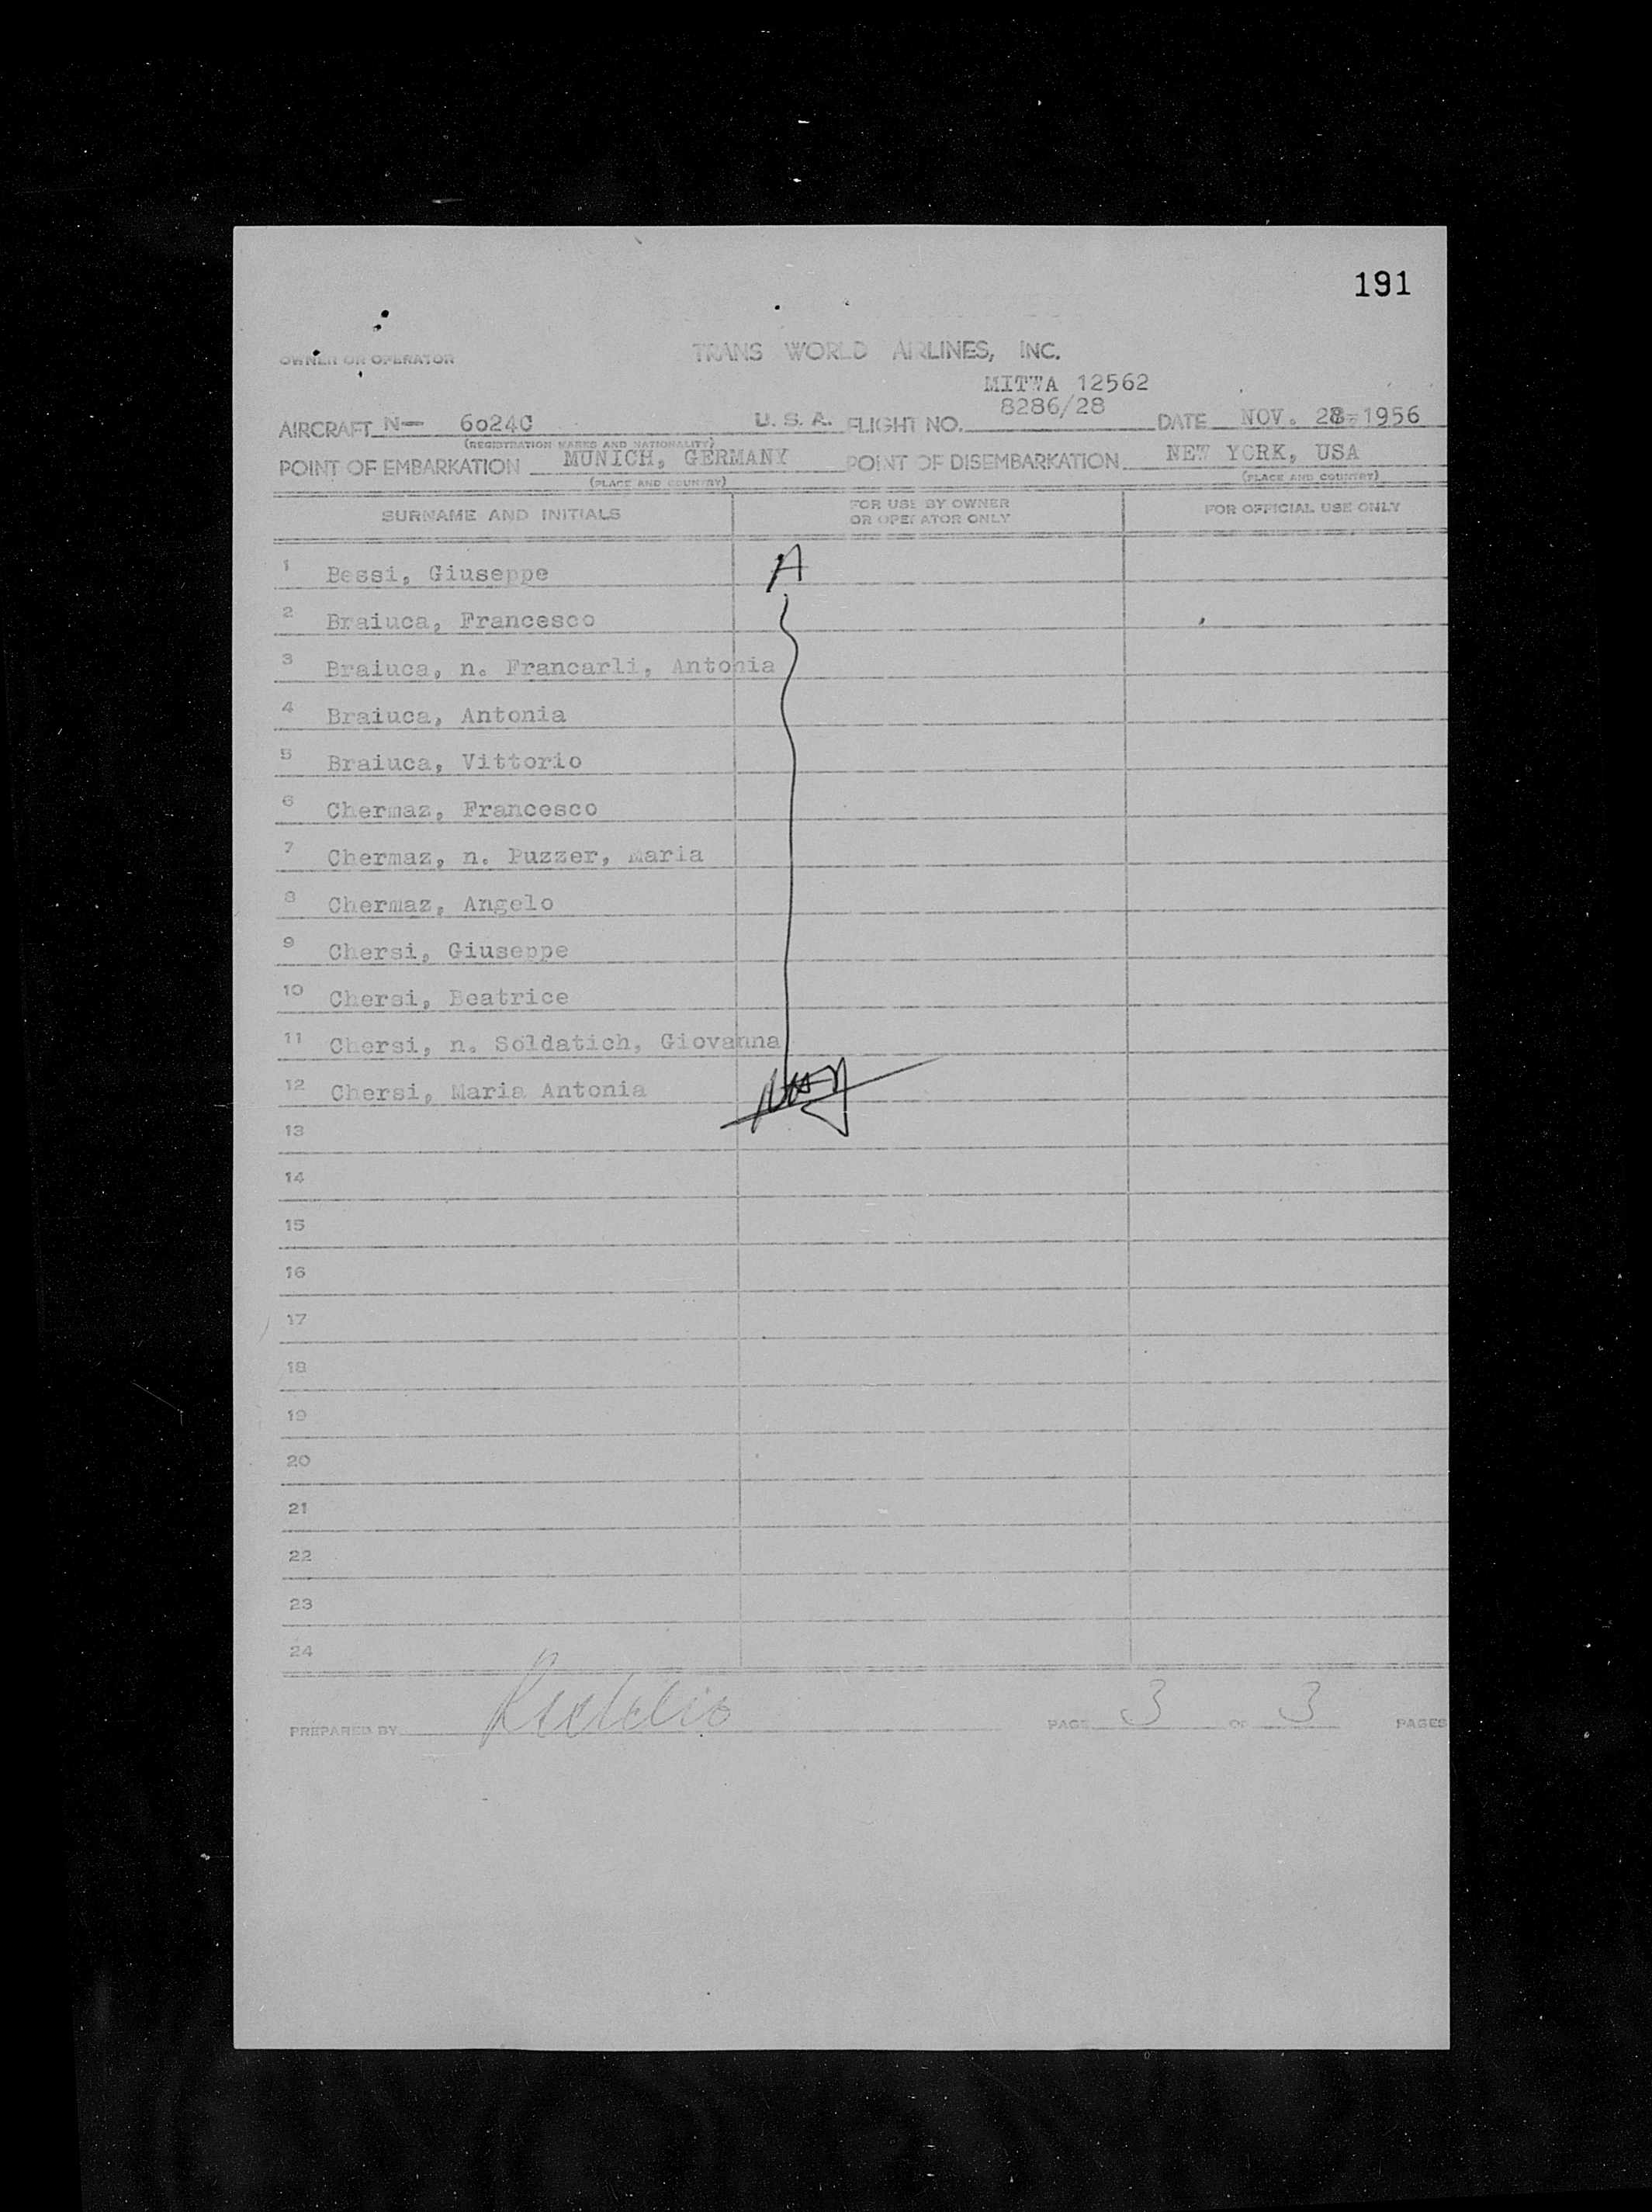 191
OWNER OR OPERATOR TRANS WORLD AIRLINES, INC.
MITWA 12562
8286/28
AIRCRAFT N- 6024C U. S. A. FLIGHT NO. DATE NOV. 28-1956
(REGISTRATION MARKS AND NATIONALITY)
POINT OF EMBARKATION MUNICH, GERMANY POINT OF DISEMBARKATION NEW YORK, USA
(PLACE AND COUNTRY) (PLACE AND COUNTRY)
SURNAME AND INITIALS FOR USE BY OWNER OR OPERATOR ONLY FOR OFFICIAL USE ONLY
1 Bessi, Giuseppe A
2 Braiuca, Francesco
3 Braiuca, n. Francarli, Antonia
4 Braiuca, Antonia
5 Braiuca, Vittorio
6 Chermaz, Francesco
7 Chermaz, n. Puzzer, Maria
8 Chermaz, Angelo
9 Chersi, Giuseppe
10 Chersi, Beatrice
11 Chersi, n. Soldatich, Giovanna
12 Chersi, Maria Antonia
13
14
15
16
17
18
19
20
21
22
23
24
PREPARED BY PAGE 3 OF 3 PAGES